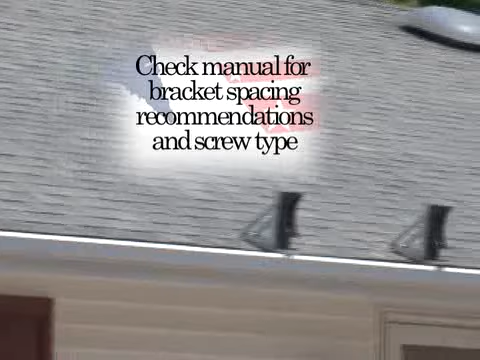 Check manual for
bracket spacing
recommendations
and screw type